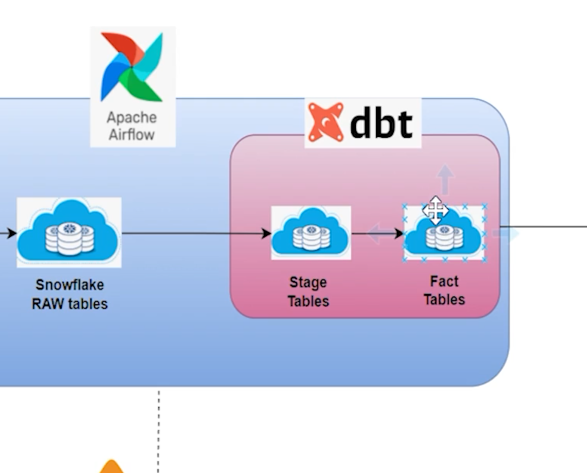 Apache
Airflow
dbt
Snowflake
RAW tables
Stage
Tables
Fact
Tables